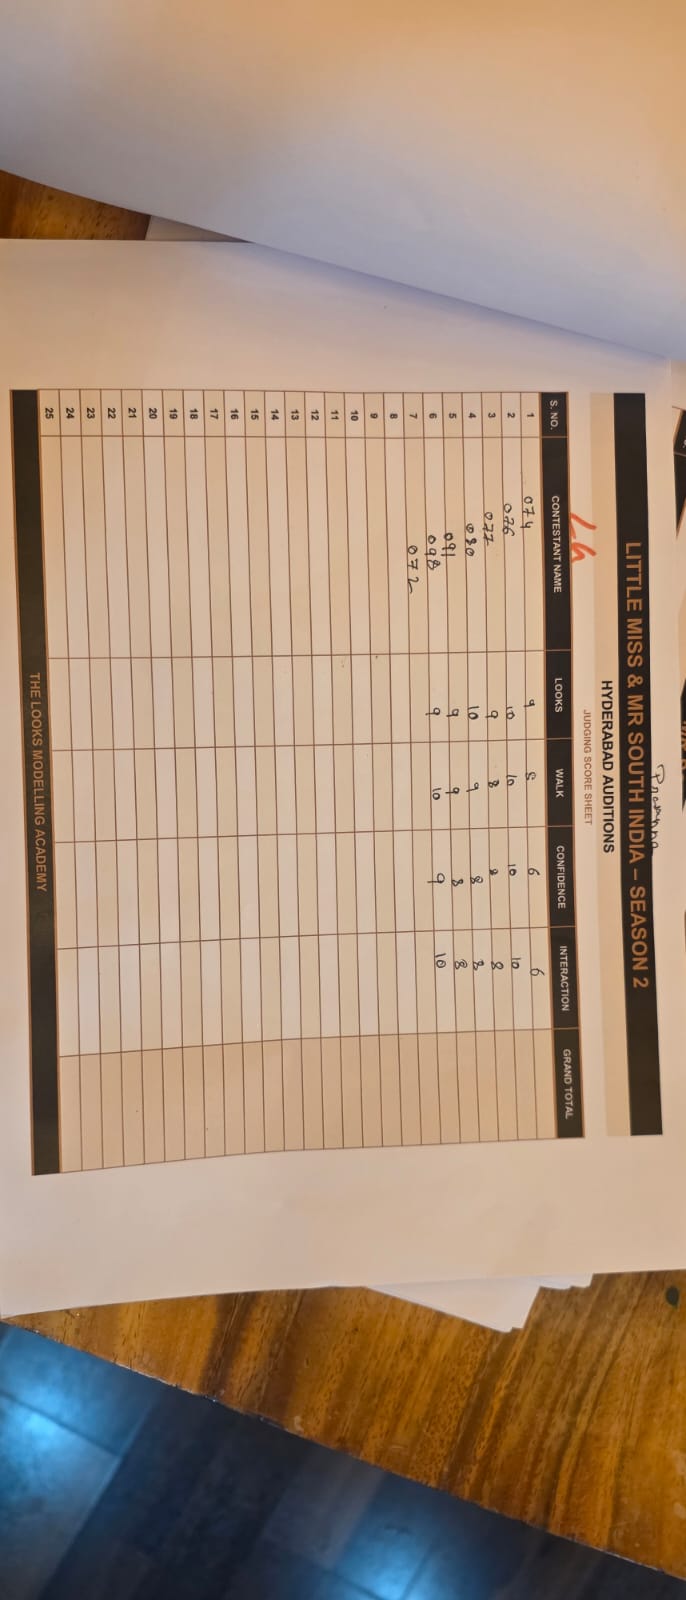 LITTLE MISS & MR SOUTH INDIA – SEASON 2
HYDERABAD AUDITIONS
JUDGING SCORE SHEET
S. NO. CONTESTANT NAME LOOKS WALK CONFIDENCE INTERACTION GRAND TOTAL
1 074 9 8 6 6
2 076 10 10 10 10
3 077 9 8 8 8
4 080 10 9 8 8
5 091 9 9 8 8
6 098 9 10 9 10
7 072
8
9
10
11
12
13
14
15
16
17
18
19
20
21
22
23
24
25
THE LOOKS MODELLING ACADEMY